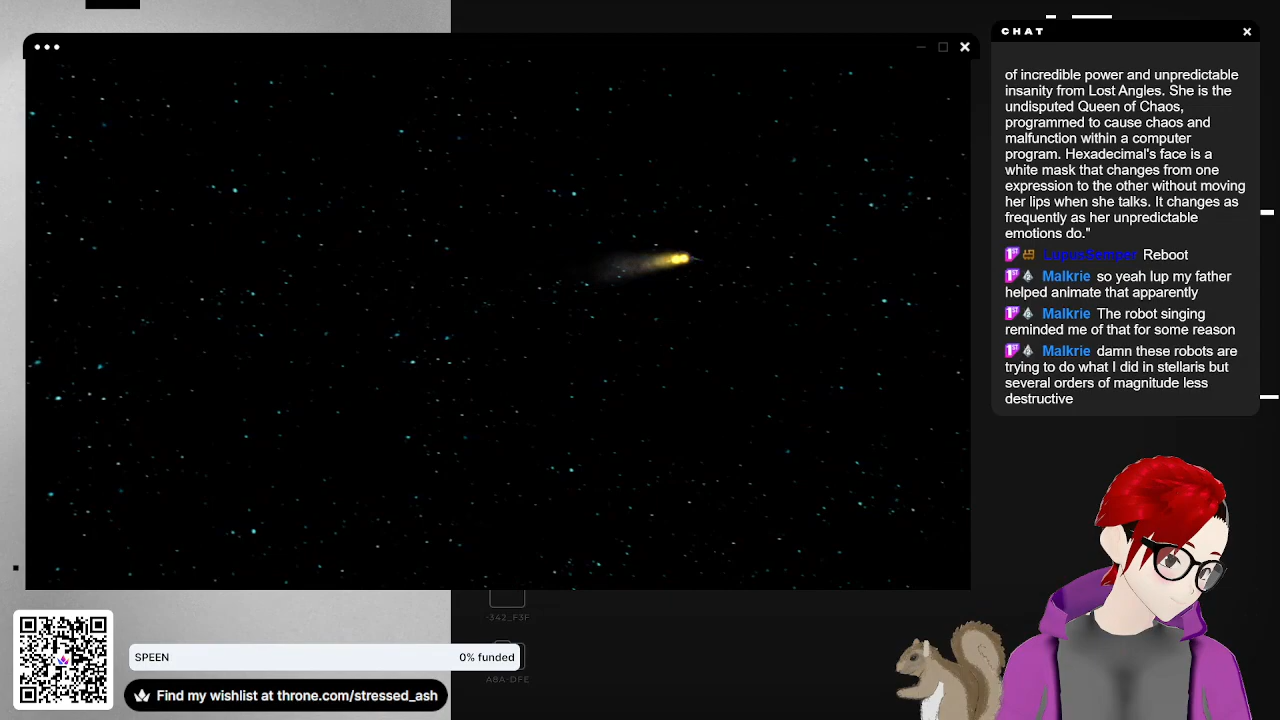 CHAT
of incredible power and unpredictable
insanity from Lost Angles. She is the
undisputed Queen of Chaos,
programmed to cause chaos and
malfunction within a computer
program. Hexadecimal's face is a
white mask that changes from one
expression to the other without moving
her lips when she talks. It changes as
frequently as her unpredictable
emotions do."
LupusSemper Reboot
Malkrie so yeah lup my father
helped animate that apparently
Malkrie The robot singing
reminded me of that for some reason
Malkrie damn these robots are
trying to do what I did in stellaris but
several orders of magnitude less
destructive
-342_F3F
SPEEN 0% funded
A8A-DFE
Find my wishlist at throne.com/stressed_ash